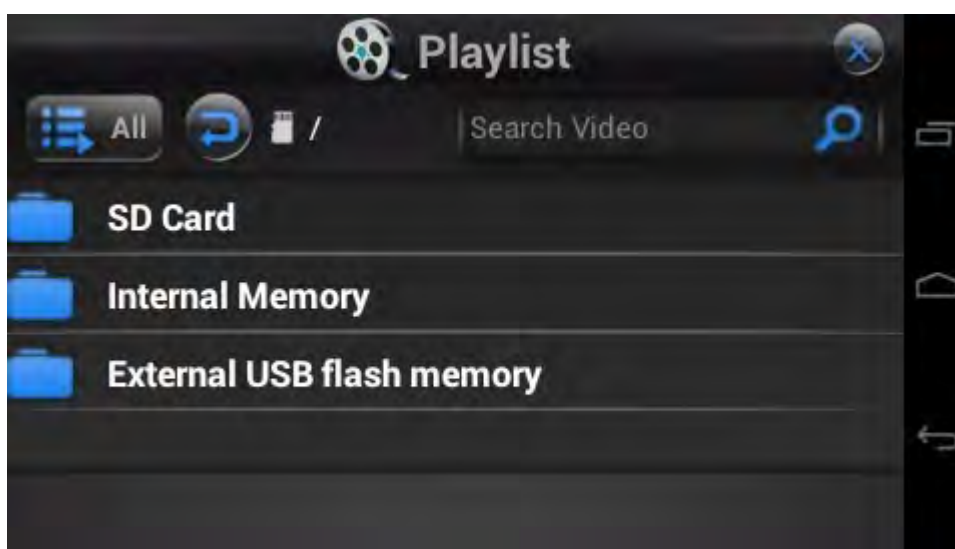 Playlist
All / Search Video
SD Card
Internal Memory
External USB flash memory